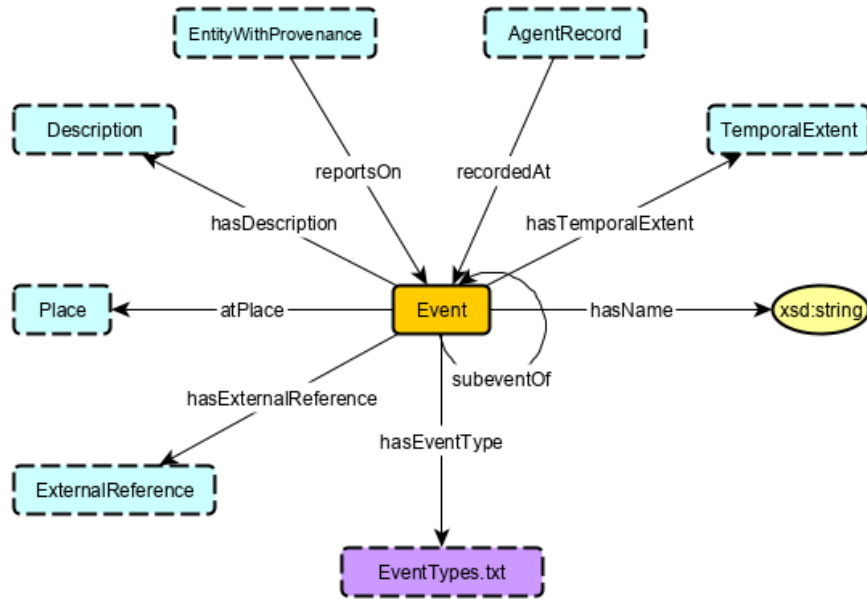 EntityWithProvenance
AgentRecord
Description
TemporalExtent
reportsOn
recordedAt
hasDescription
hasTemporalExtent
Place
atPlace
Event
hasName
xsd:string
subeventOf
hasExternalReference
hasEventType
ExternalReference
EventTypes.txt